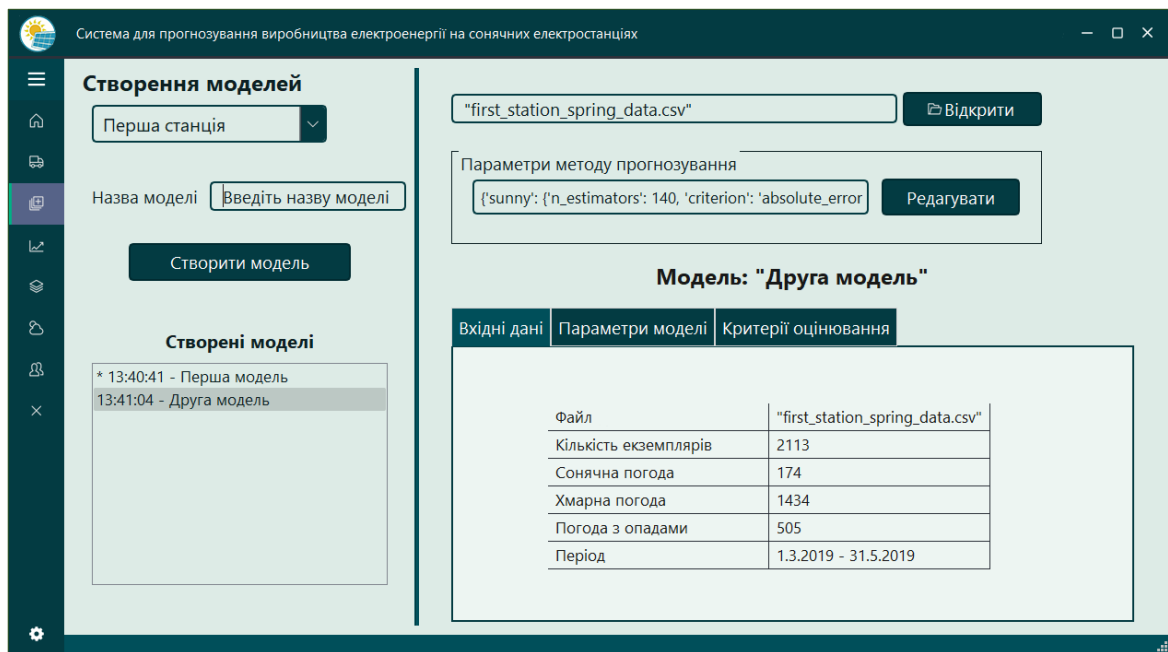 Система для прогнозування виробництва електроенергії на сонячних електростанціях
Створення моделей
Перша станція
Назва моделі
Введіть назву моделі
Створити модель
Створені моделі
* 13:40:41 - Перша модель
13:41:04 - Друга модель
"first_station_spring_data.csv"
Відкрити
Параметри методу прогнозування
{'sunny': {'n_estimators': 140, 'criterion': 'absolute_error
Редагувати
Модель: "Друга модель"
Вхідні дані
Параметри моделі
Критерії оцінювання
Файл "first_station_spring_data.csv"
Кількість екземплярів 2113
Сонячна погода 174
Хмарна погода 1434
Погода з опадами 505
Період 1.3.2019 - 31.5.2019